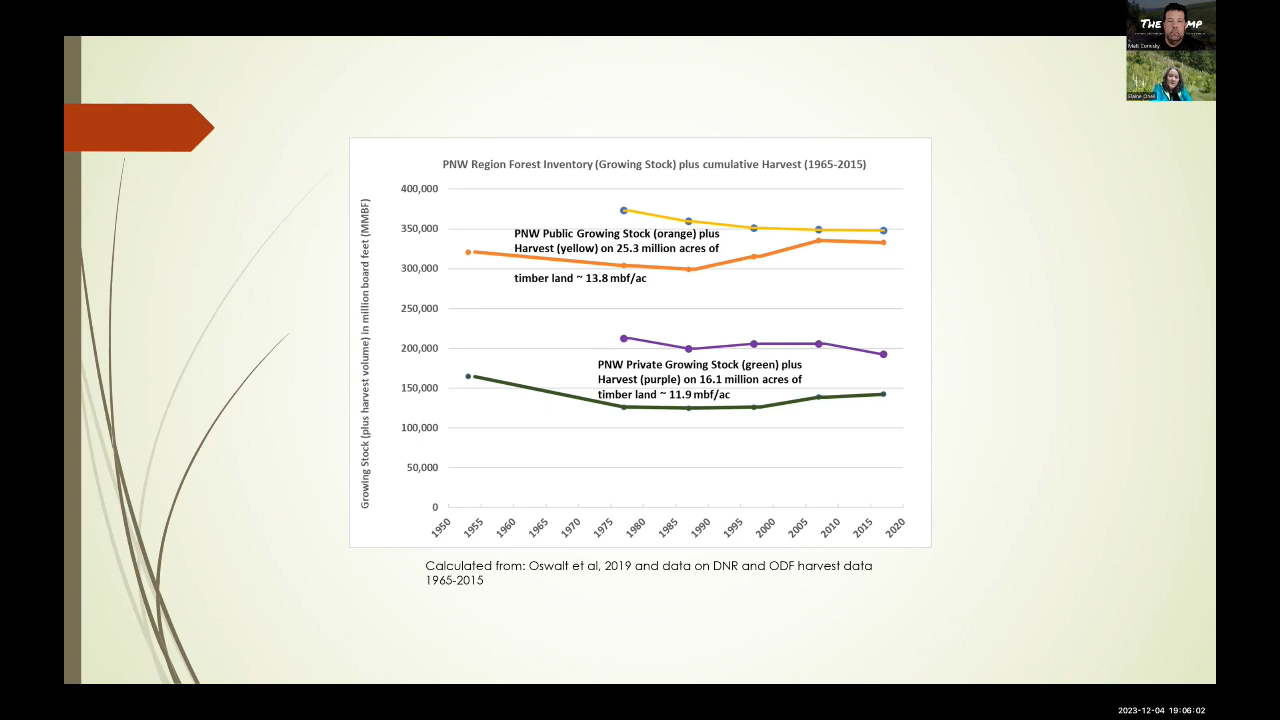 THE MP
Matt Comisky
Elaine Oneil
PNW Region Forest Inventory (Growing Stock) plus cumulative Harvest (1965-2015)
Growing Stock (plus harvest volume) in million board feet (MMBF)
400,000
350,000
300,000
250,000
200,000
150,000
100,000
50,000
0
PNW Public Growing Stock (orange) plus
Harvest (yellow) on 25.3 million acres of
timber land ~ 13.8 mbf/ac
PNW Private Growing Stock (green) plus
Harvest (purple) on 16.1 million acres of
timber land ~ 11.9 mbf/ac
1950 1955 1960 1965 1970 1975 1980 1985 1990 1995 2000 2005 2010 2015 2020
Calculated from: Oswalt et al, 2019 and data on DNR and ODF harvest data
1965-2015
2023-12-04 19:06:02